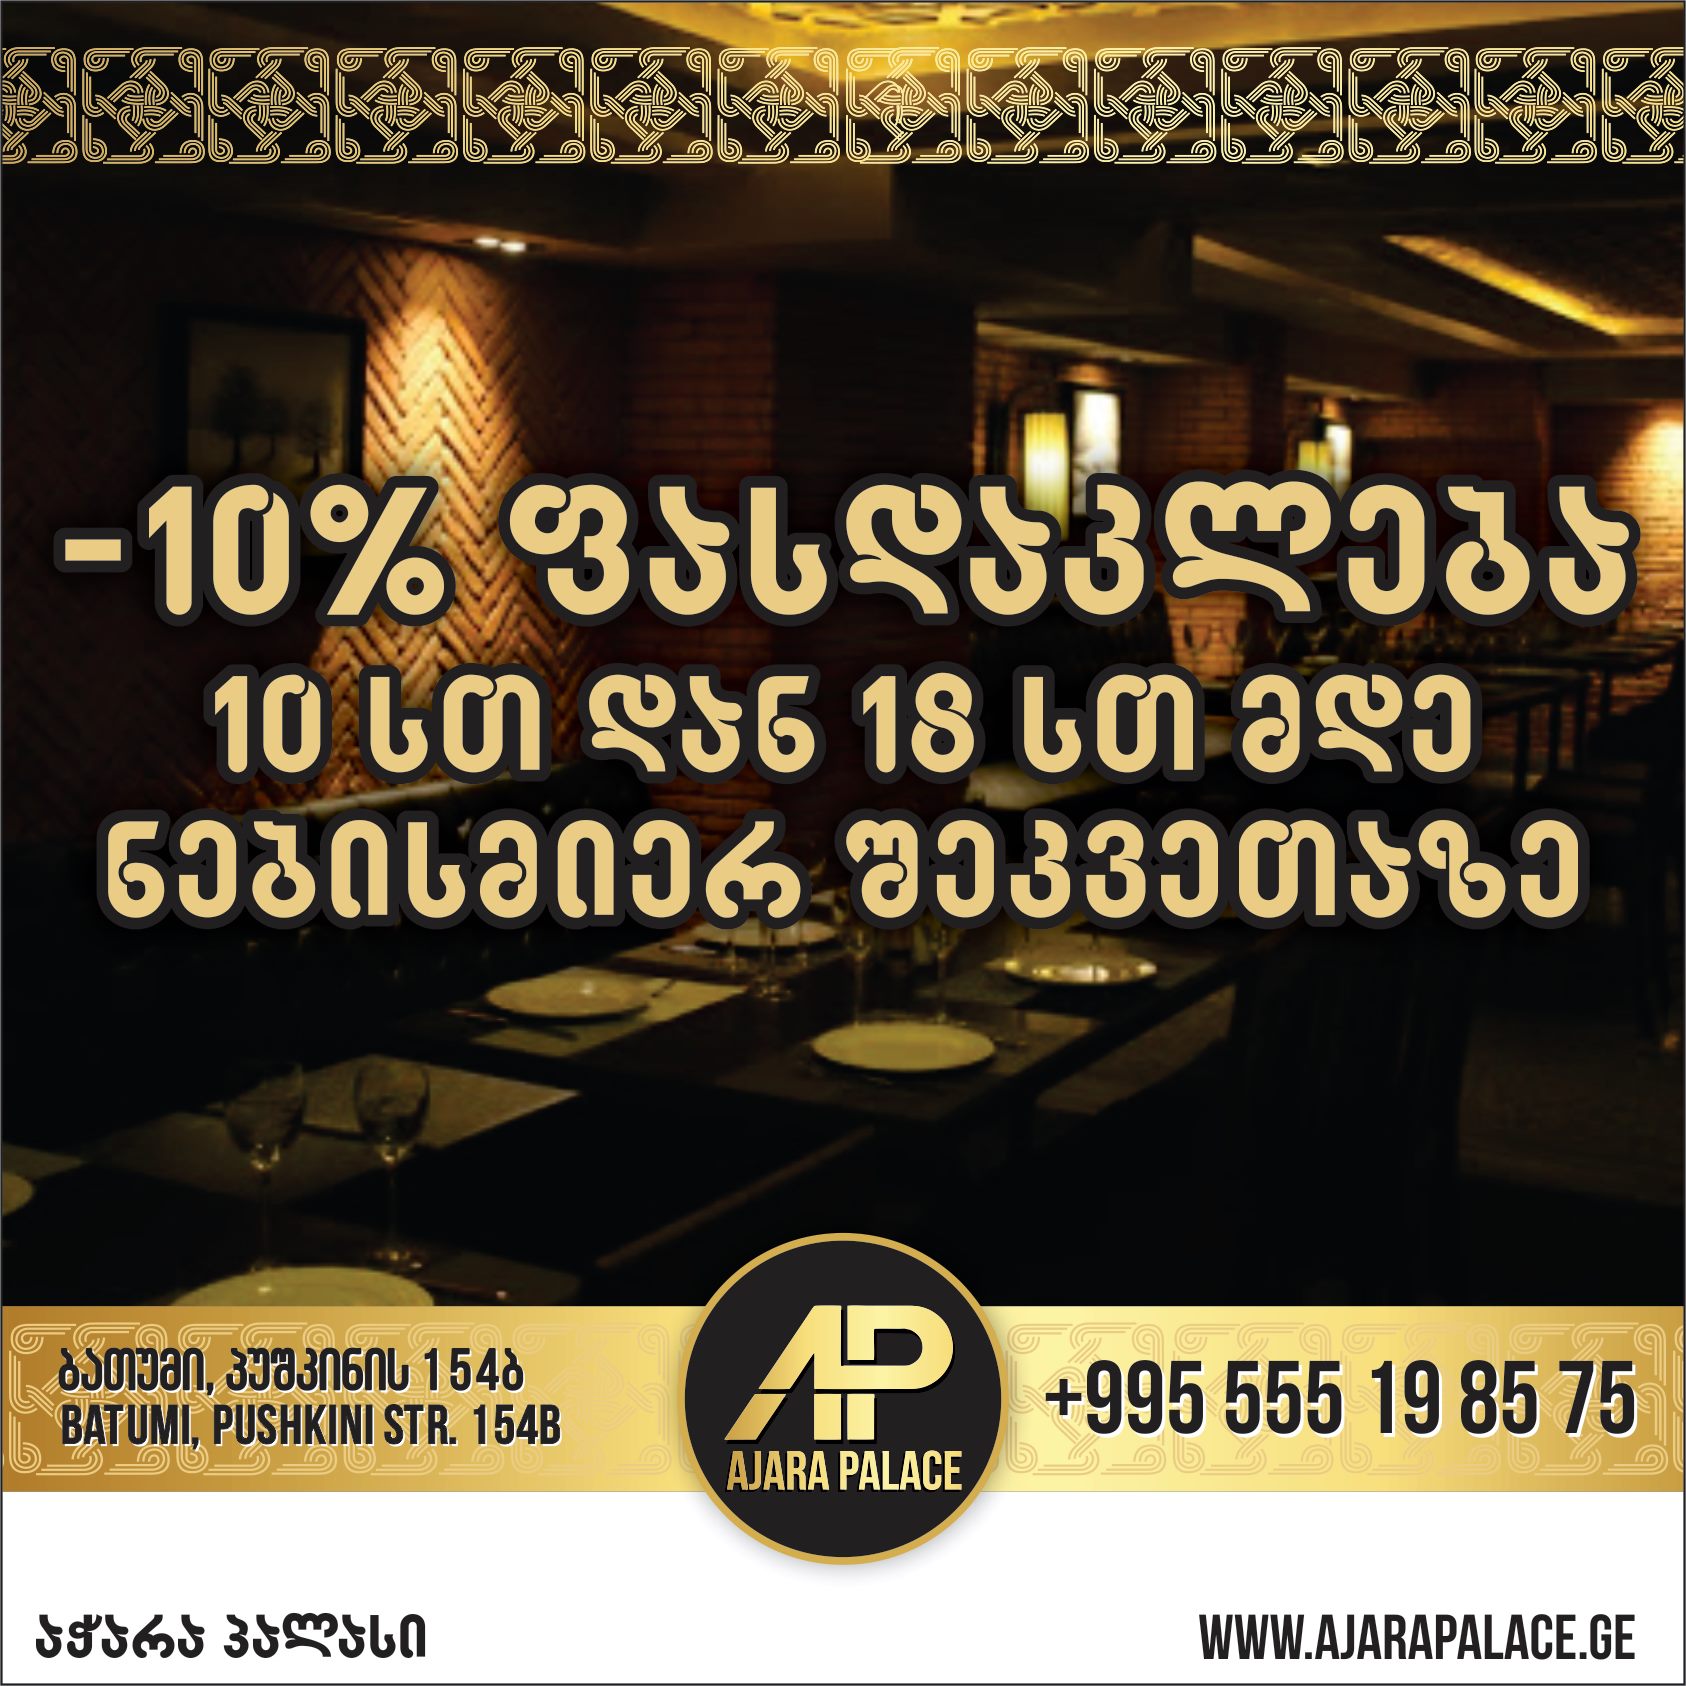 -10% ფასდაკლება
10 სთ დან 18 სთ მდე
ნებისმიერ შეკვეთაზე
ბათუმი, პუშკინის 154ბ
BATUMI, PUSHKINI STR. 154B
AP
AJARA PALACE
+995 555 19 85 75
აჭარა პალასი
WWW.AJARAPALACE.GE